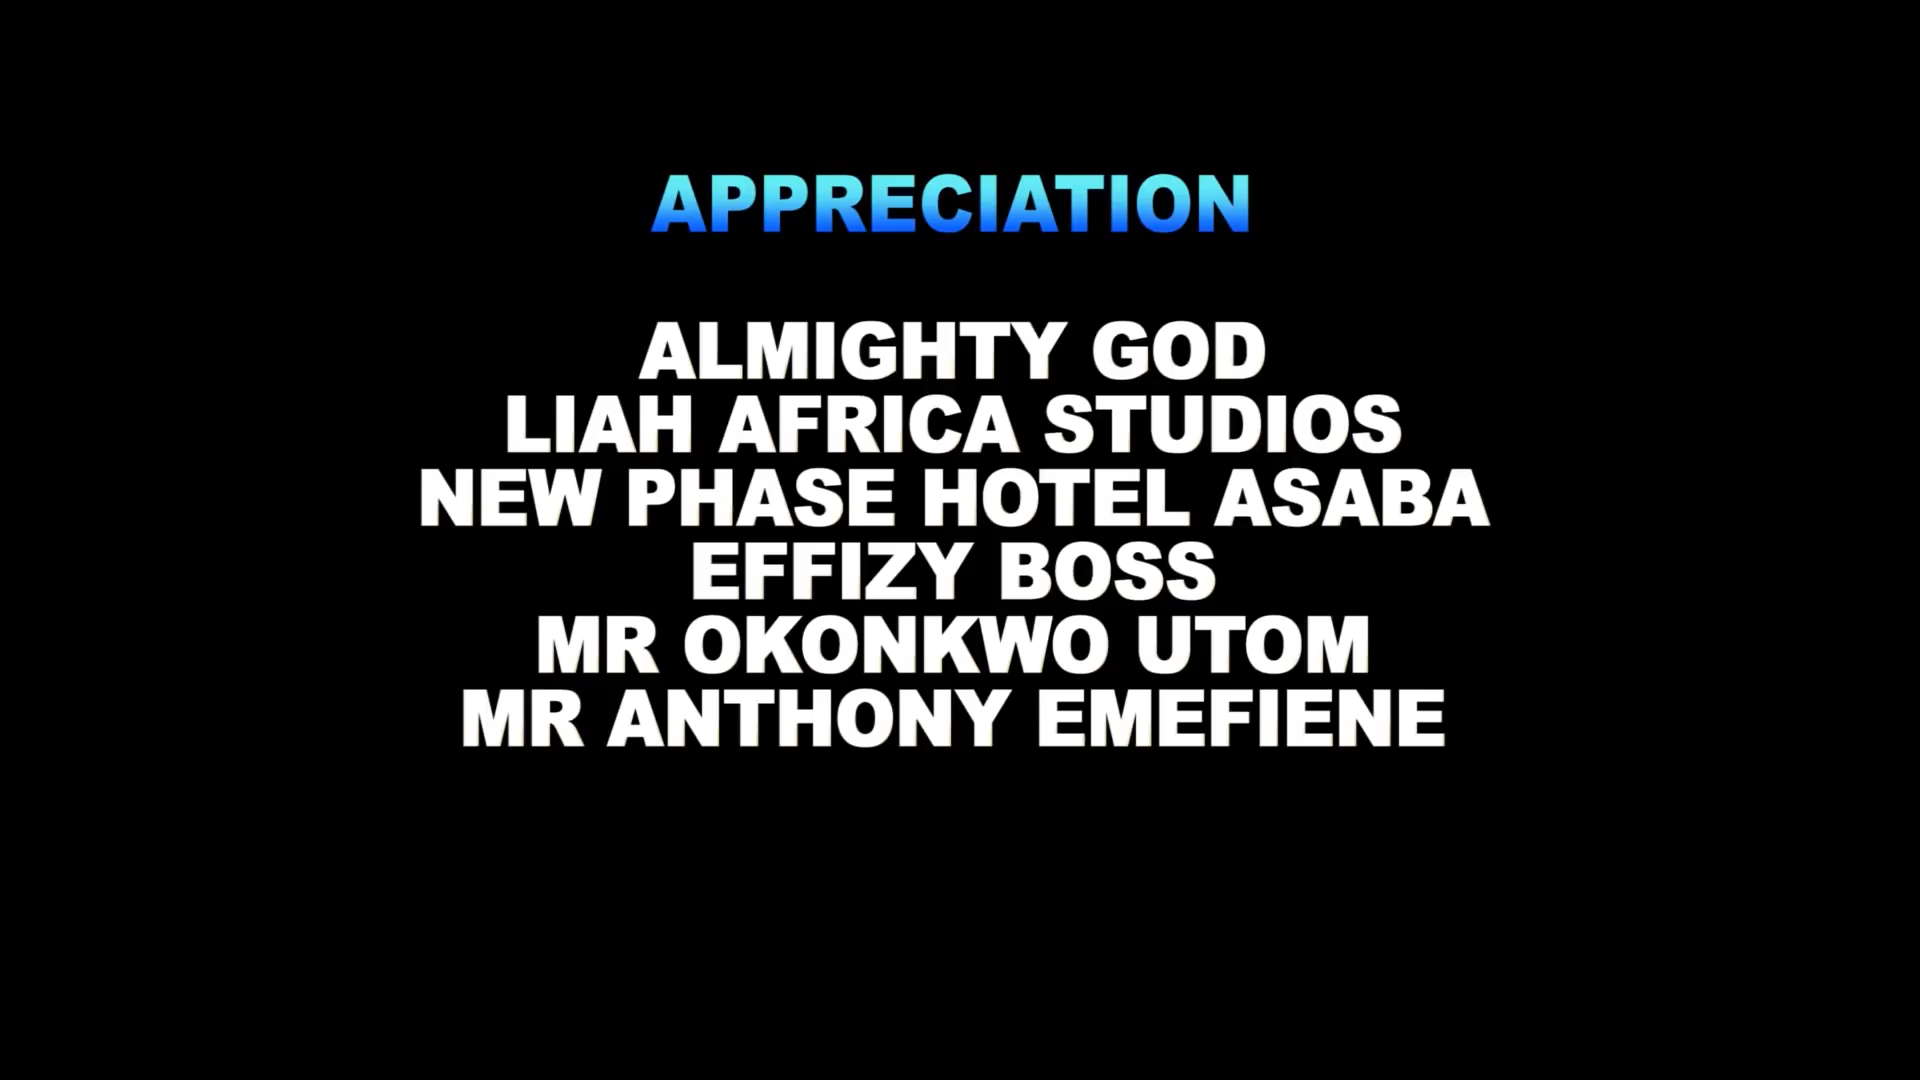 APPRECIATION
ALMIGHTY GOD
LIAH AFRICA STUDIOS
NEW PHASE HOTEL ASABA
EFFIZY BOSS
MR OKONKWO UTOM
MR ANTHONY EMEFIENE